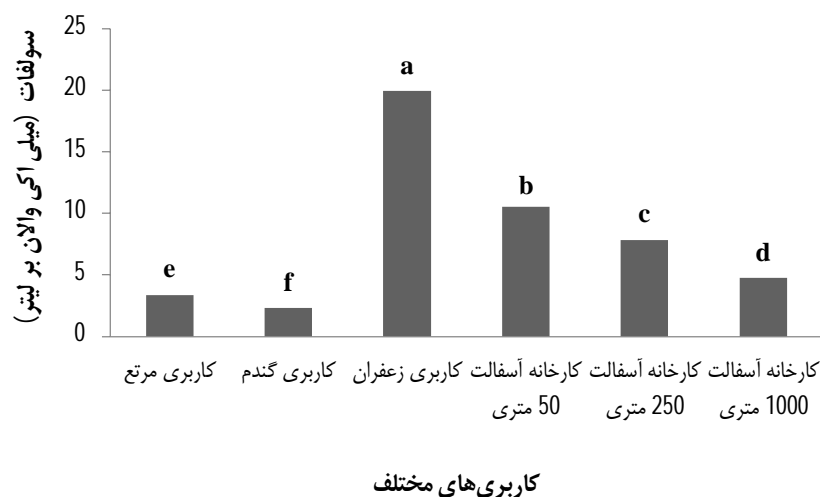 سولفات (میلی اکی والان بر لیتر)
25
20
15
10
5
0
e
f
a
b
c
d
کاربری مرتع
کاربری گندم
کاربری زعفران
کارخانه آسفالت
50 متری
کارخانه آسفالت
250 متری
کارخانه آسفالت
1000 متری
کاربری‌های مختلف